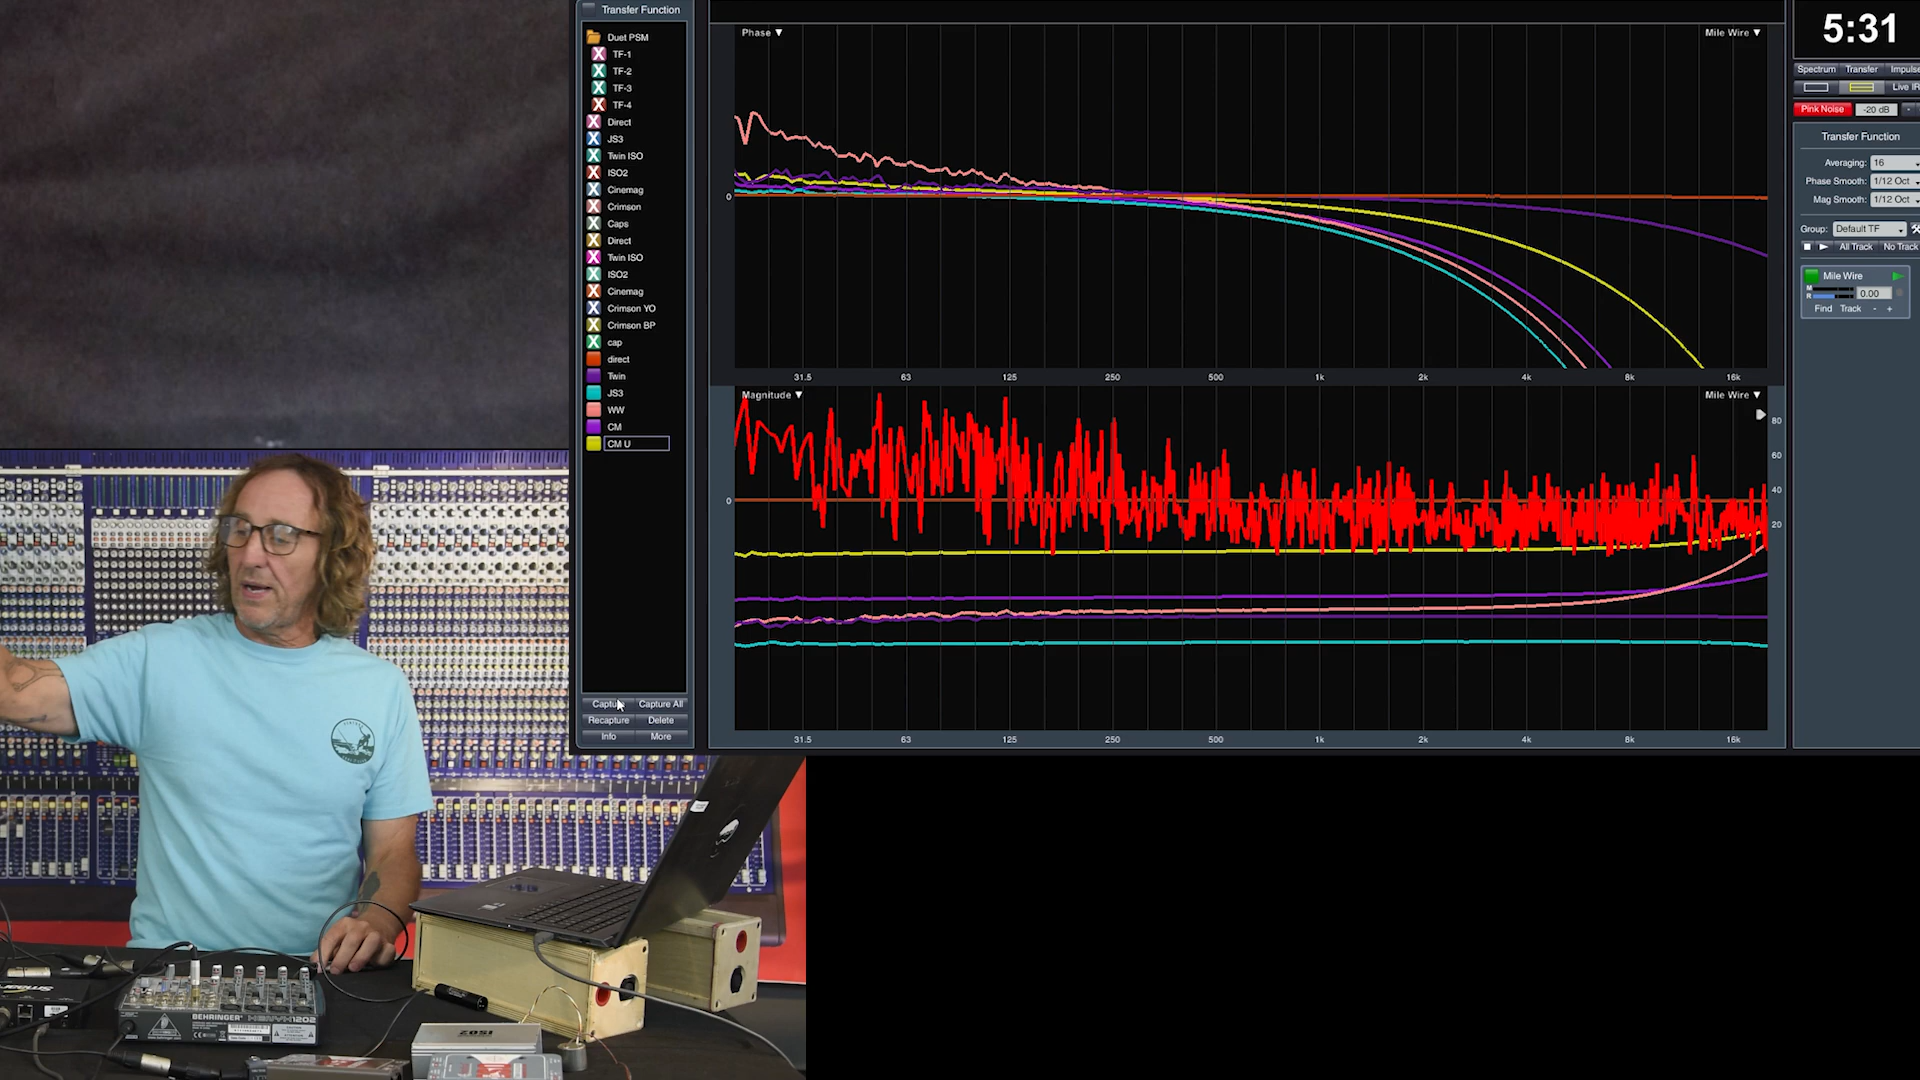 Transfer Function
Duet PSM
TF-1
TF-2
TF-3
TF-4
Direct
JS3
Twin ISO
ISO2
Cinemag
Crimson
Caps
Direct
Twin ISO
ISO2
Cinemag
Crimson YO
Crimson BP
cap
direct
Twin
JS3
WW
CM
CM U
Capture Capture All
Recapture Delete
Info More
Phase ▼ Mile Wire ▼
0
31.5 63 125 250 500 1k 2k 4k 8k 16k
Magnitude ▼ Mile Wire ▼
80
60
0 40
20
31.5 63 125 250 500 1k 2k 4k 8k 16k
5:31
Spectrum Transfer Impulse
Live IR
Pink Noise -20 dB -
Transfer Function
Averaging: 16
Phase Smooth: 1/12 Oct
Mag Smooth: 1/12 Oct
Group: Default TF
All Track No Track
Mile Wire
M
R 0.00
Find Track - +
BEHRINGER
ISO2